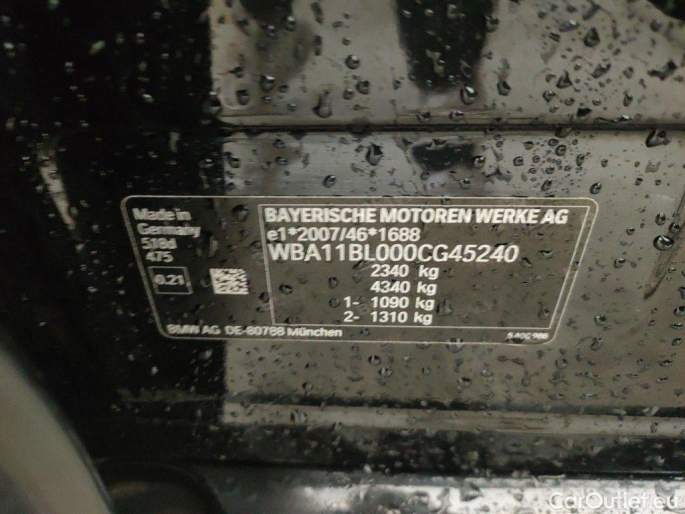 Made in
Germany
518d
475
6.21
BAYERISCHE MOTOREN WERKE AG
e1*2007/46*1688
WBA11BL000CG45240
2340 kg
4340 kg
1- 1090 kg
2- 1310 kg
BMW AG DE-80788 München
CarOutlet.eu